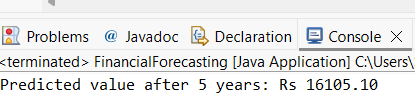 Problems @ Javadoc Declaration Console ×
<terminated> FinancialForecasting [Java Application] C:\Users\
Predicted value after 5 years: Rs 16105.10